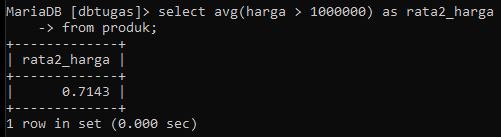 MariaDB [dbtugas]> select avg(harga > 1000000) as rata2_harga
    -> from produk;
+-------------+
| rata2_harga |
+-------------+
|      0.7143 |
+-------------+
1 row in set (0.000 sec)